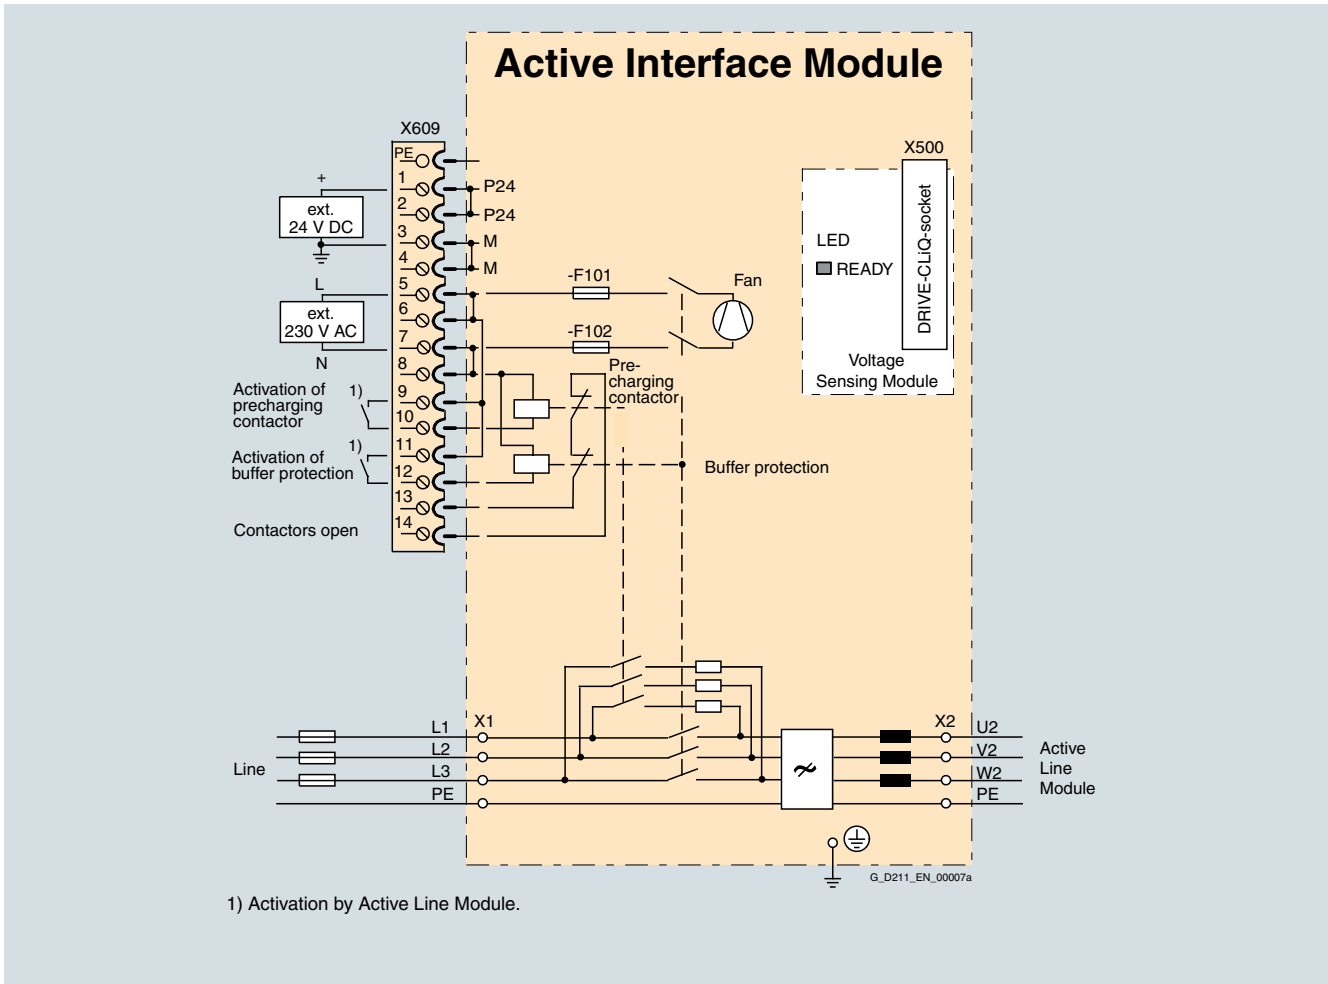 Active Interface Module
X609
PE
1
2
3
4
5
6
7
8
9
10
11
12
13
14
+
ext.
24 V DC
L
ext.
230 V AC
N
Activation of
precharging
contactor
1)
Activation of
buffer protection
1)
Contactors open
P24
P24
M
M
-F101
-F102
Fan
Pre-
charging
contactor
Buffer protection
X500
DRIVE-CLiQ-socket
LED
READY
Voltage
Sensing Module
Line
L1
L2
L3
PE
X1
X2
U2
V2
W2
PE
Active
Line
Module
G_D211_EN_00007a
1) Activation by Active Line Module.